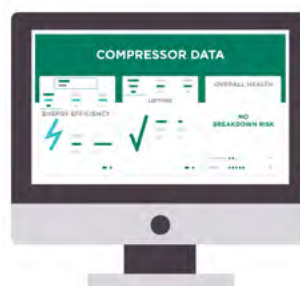 COMPRESSOR DATA
OVERALL HEALTH
ENERGY EFFICIENCY
NO
BREAKDOWN RISK